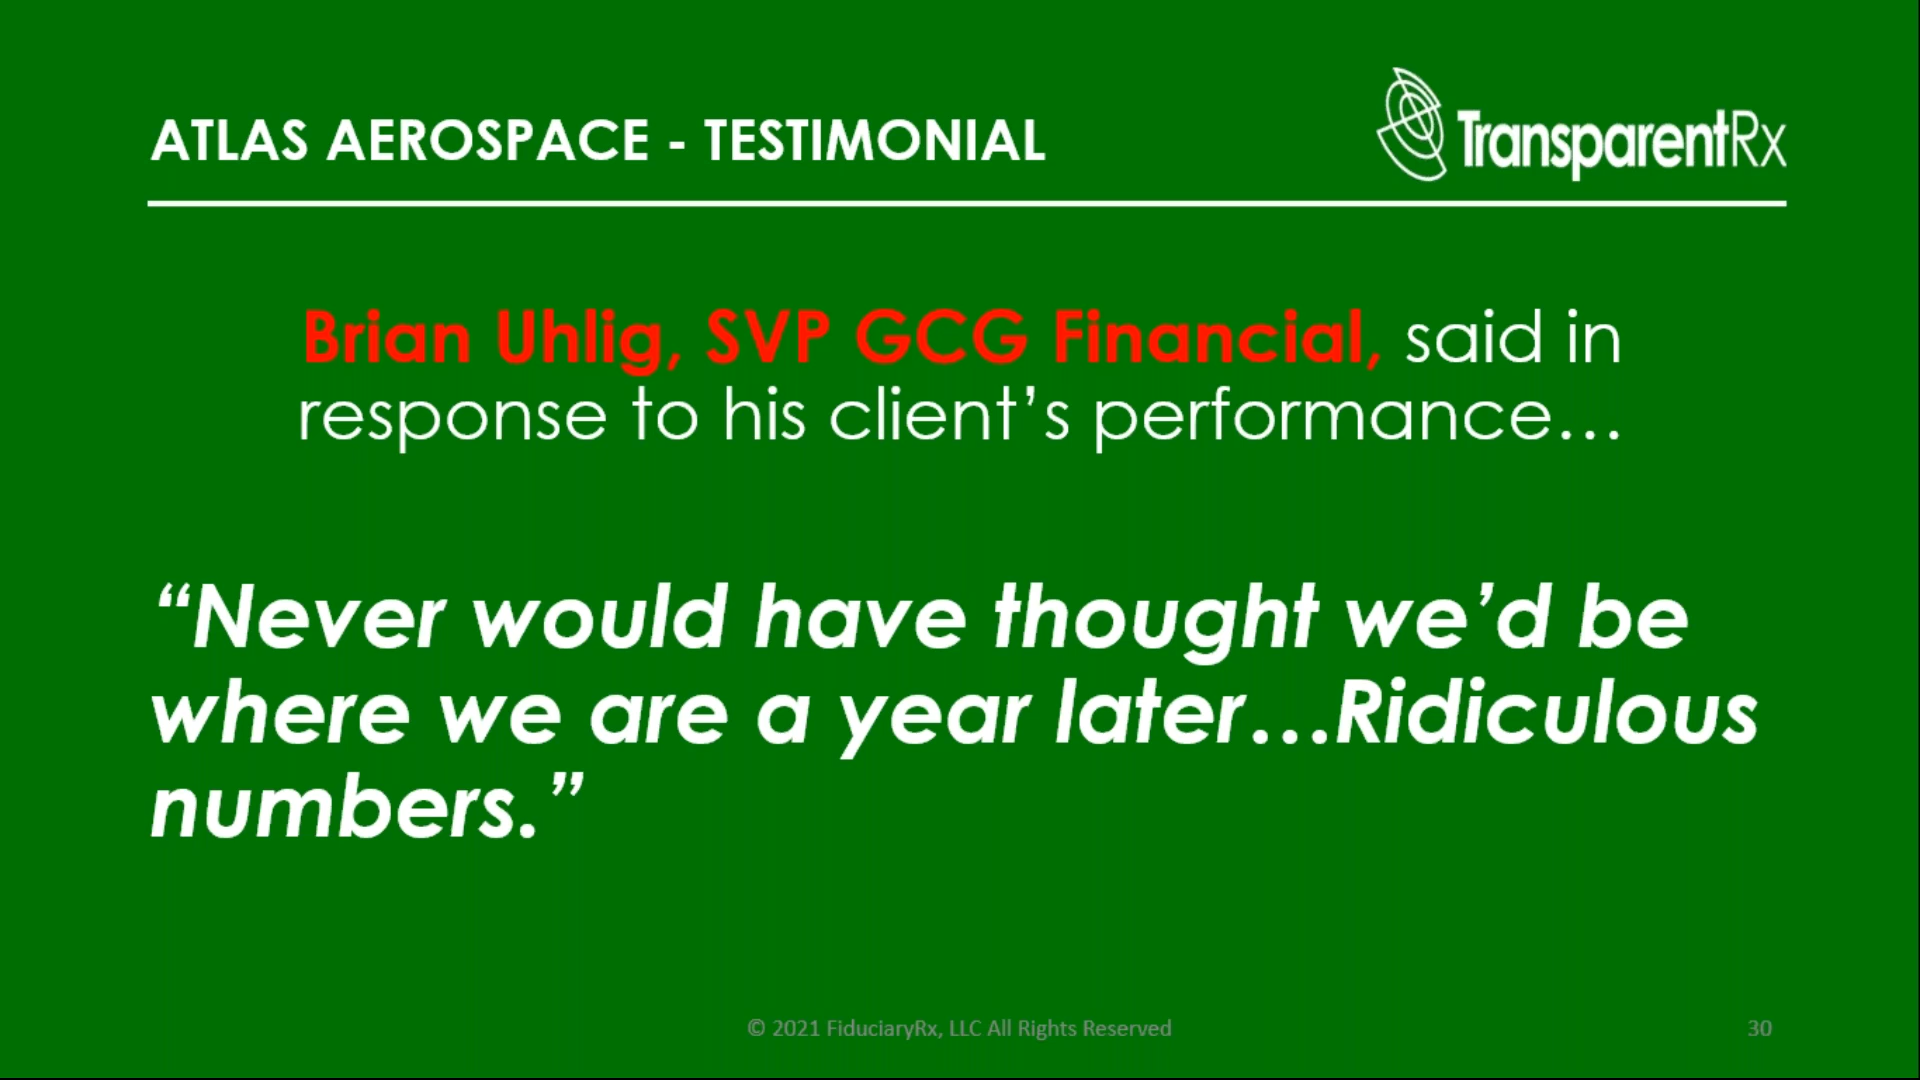 ATLAS AEROSPACE - TESTIMONIAL
TransparentRx
Brian Uhlig, SVP GCG Financial, said in
response to his client’s performance…
“Never would have thought we’d be
where we are a year later…Ridiculous
numbers.”
© 2021 FiduciaryRx, LLC All Rights Reserved
30